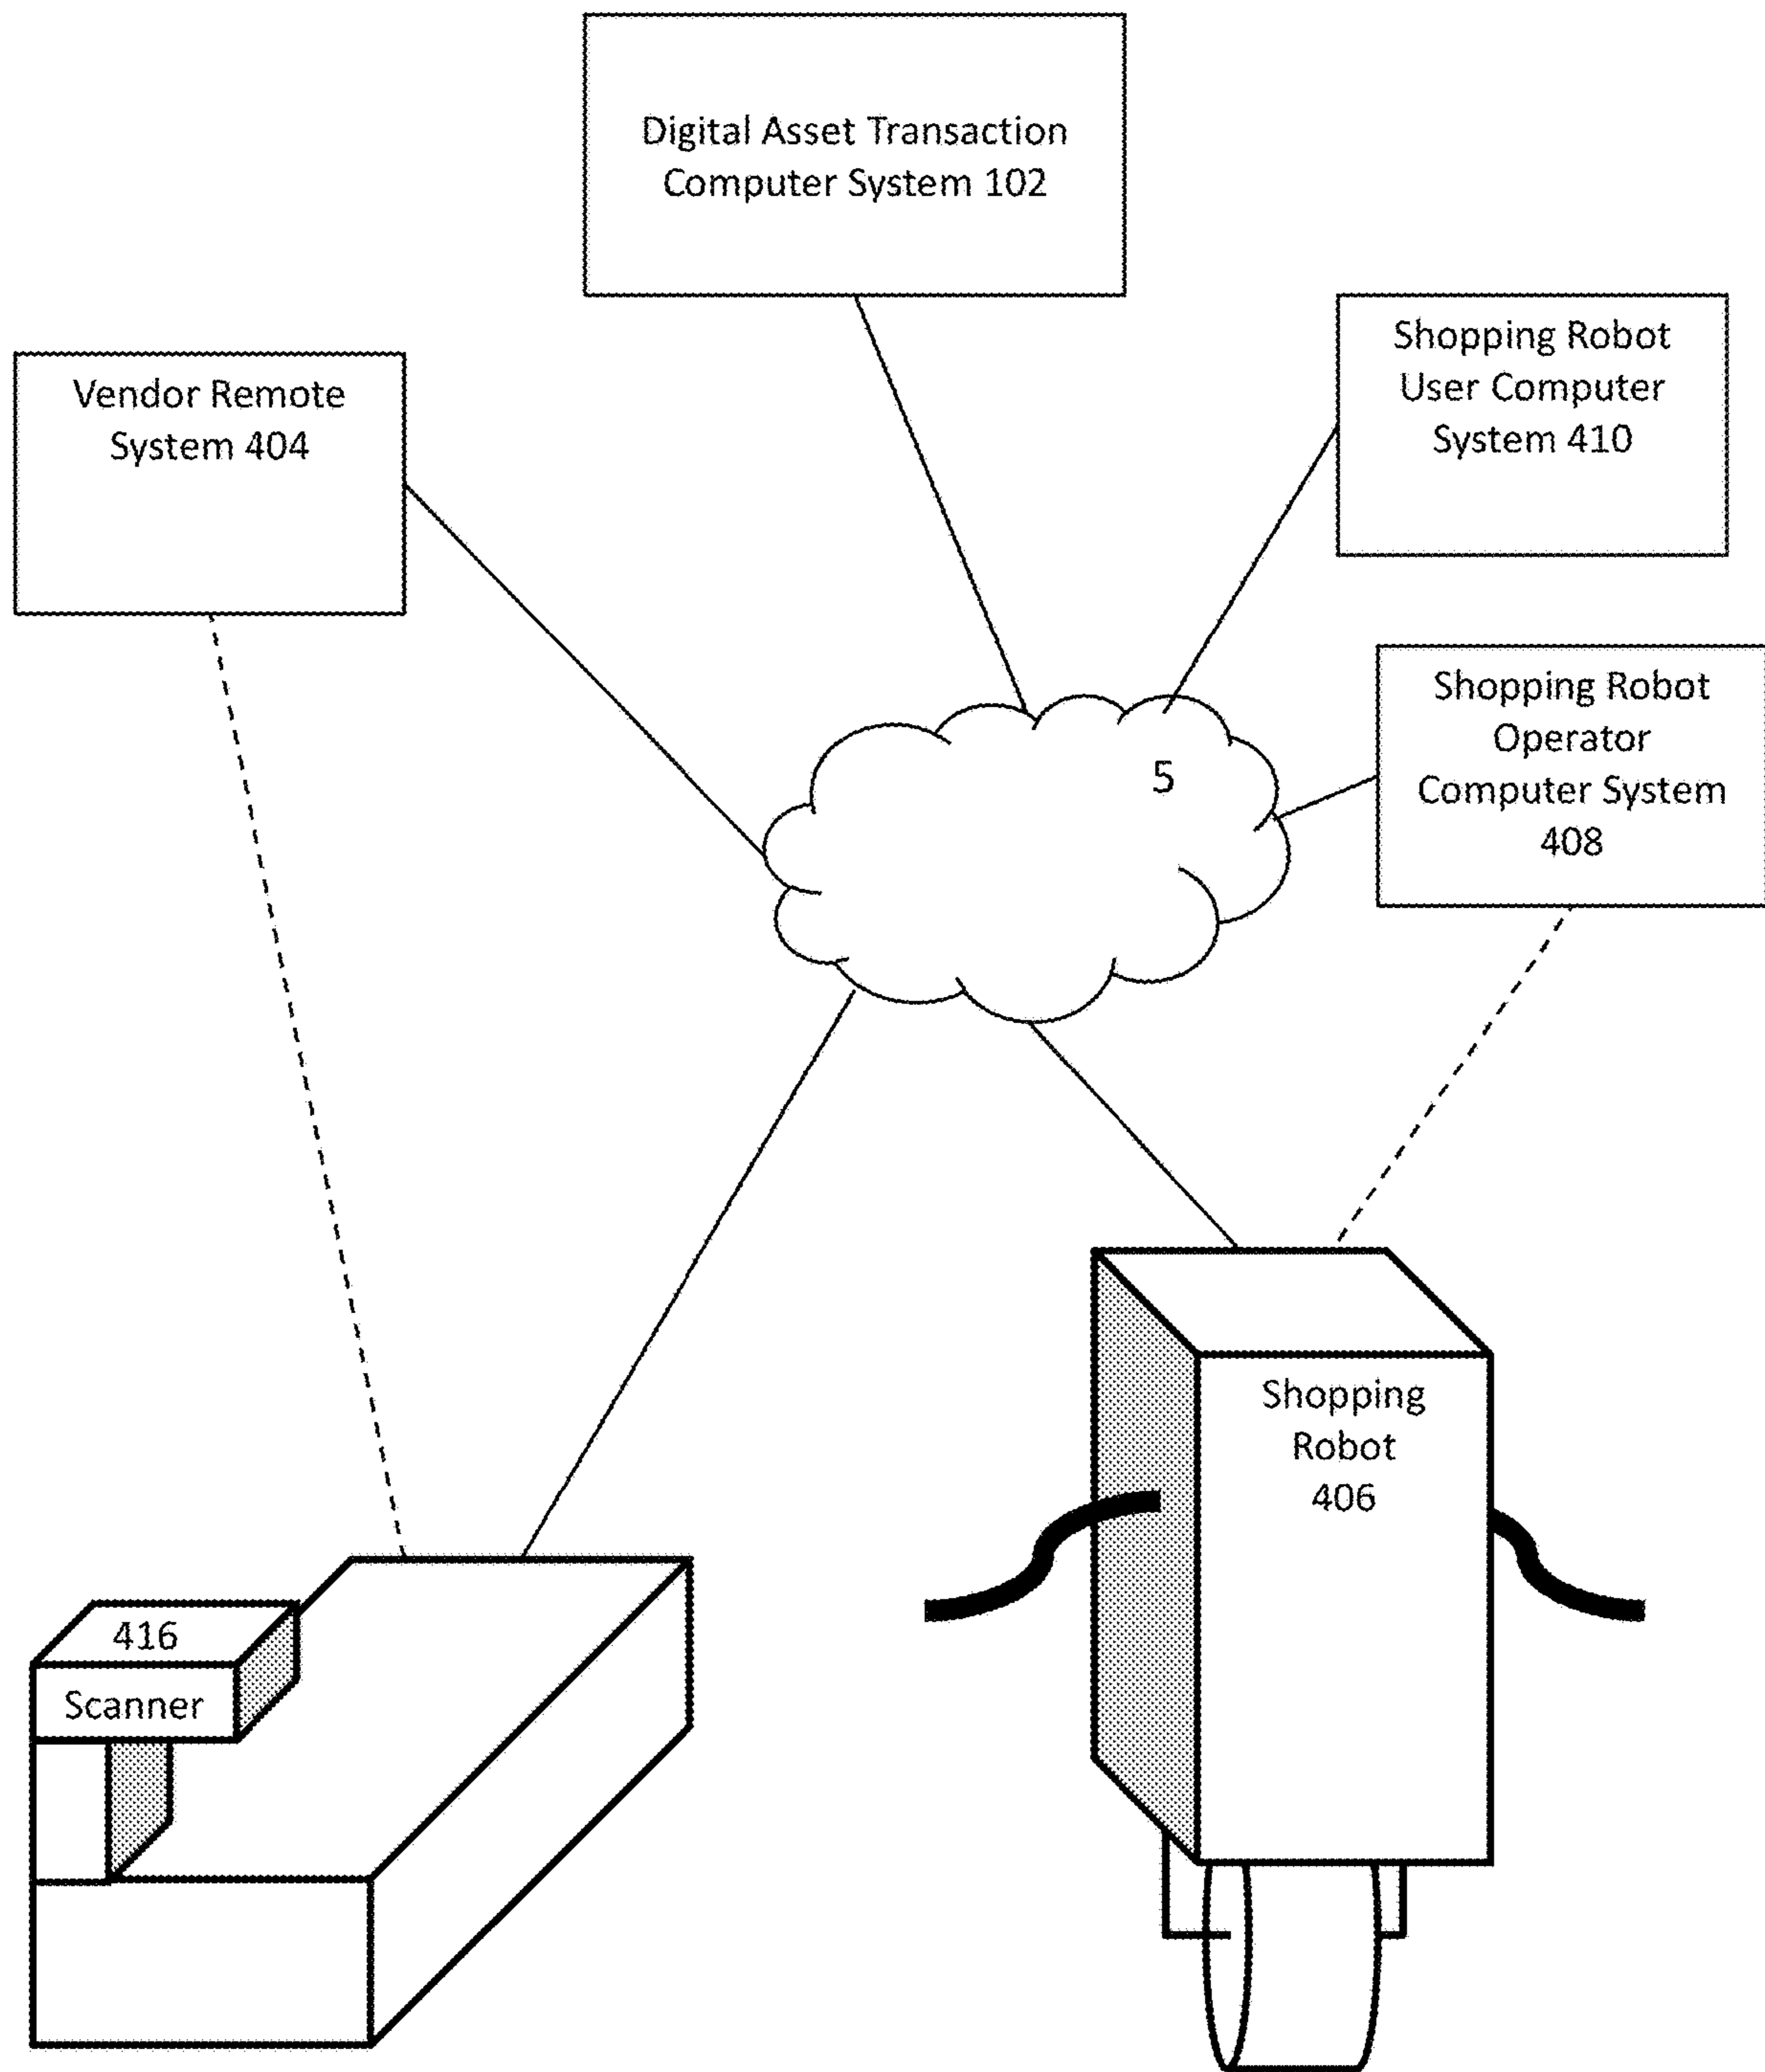 Digital Asset Transaction
Computer System 102
Shopping Robot
User Computer
System 410
Vendor Remote
System 404
Shopping Robot
Operator
Computer System
408
5
Shopping
Robot
406
416
Scanner